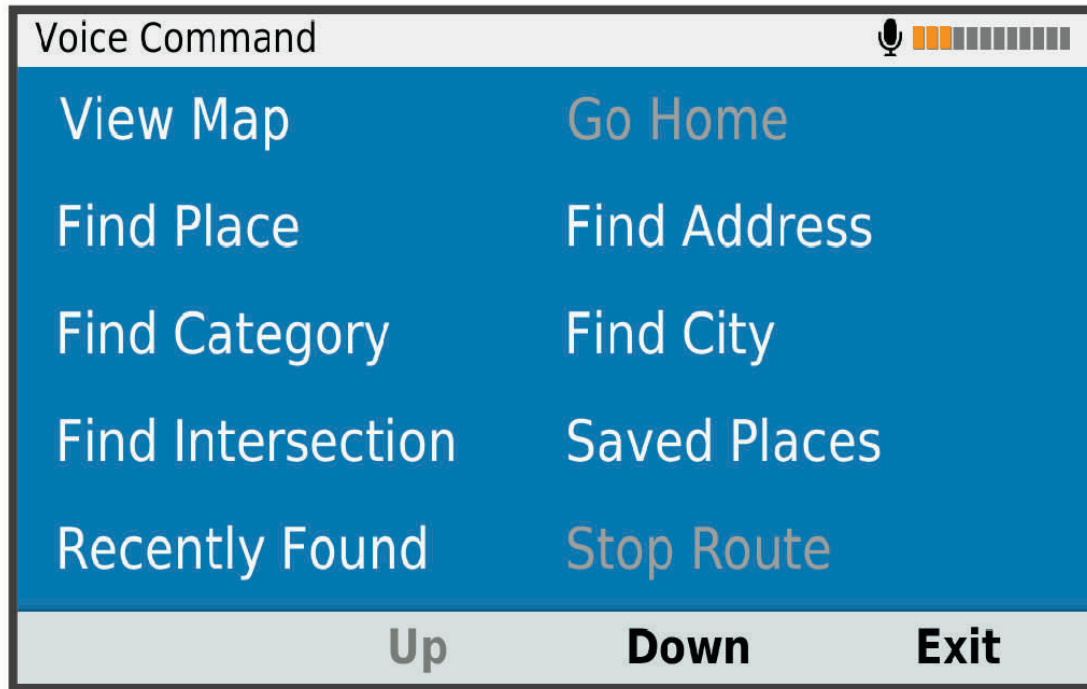 Voice Command
View Map Go Home
Find Place Find Address
Find Category Find City
Find Intersection Saved Places
Recently Found Stop Route
Up Down Exit